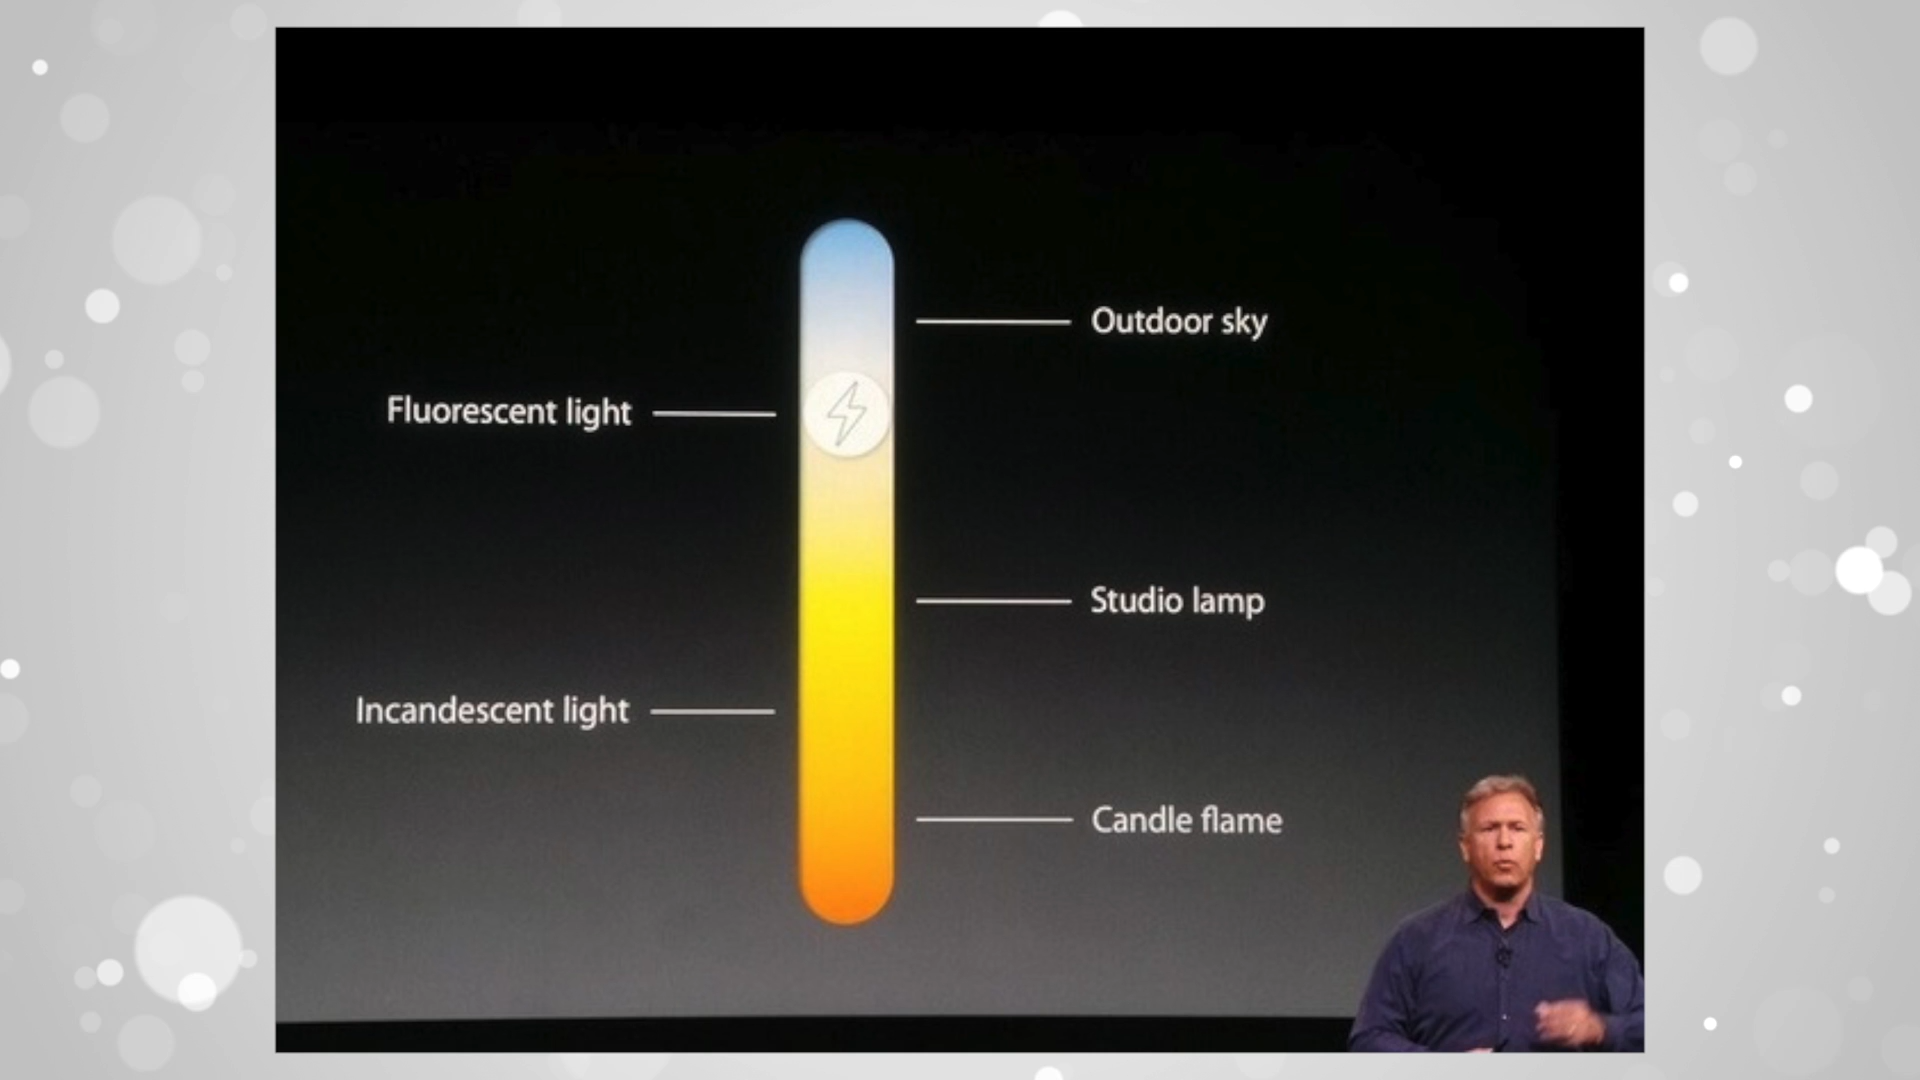 Outdoor sky
Fluorescent light
Studio lamp
Incandescent light
Candle flame